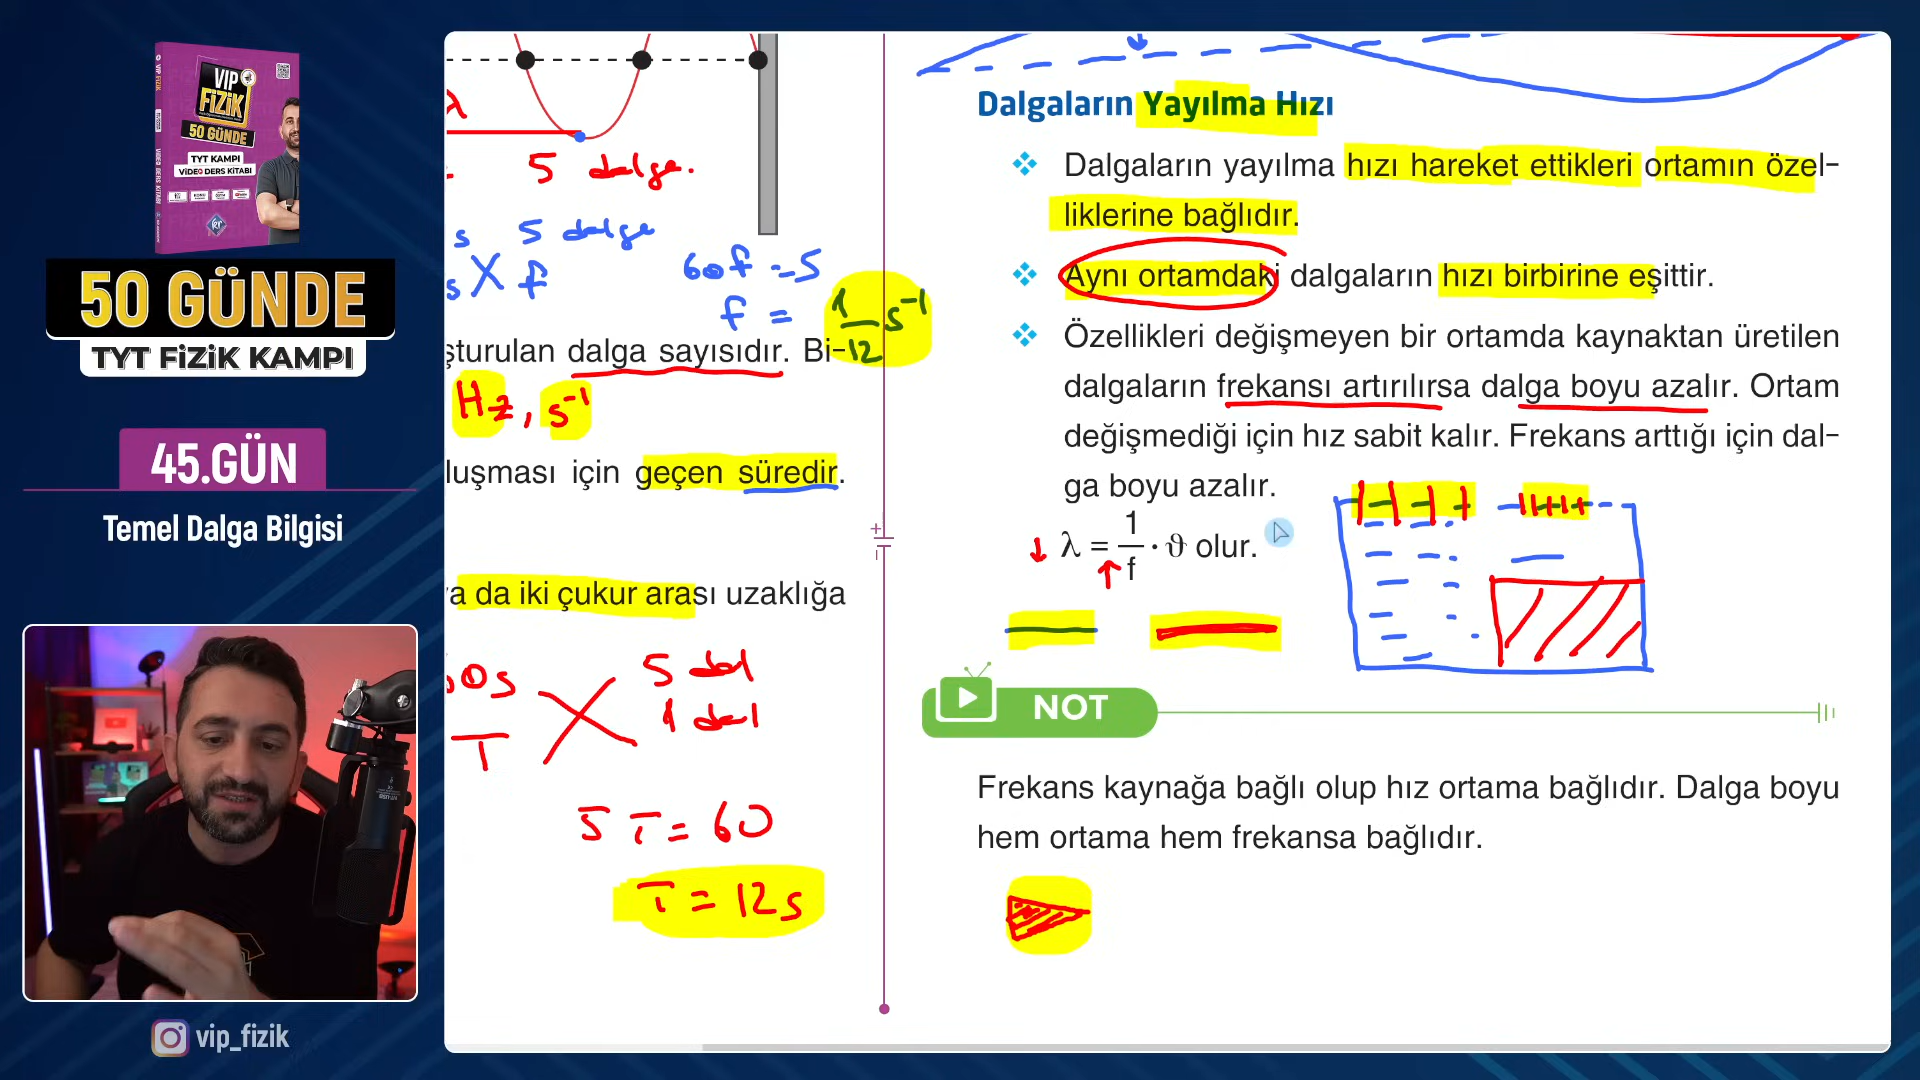 VIP
FİZİK
50 GÜNDE
TYT KAMPI
VİDEO DERS KİTABI
50 GÜNDE
TYT FİZİK KAMPI
45.GÜN
Temel Dalga Bilgisi
vip_fizik
λ
5 dalga.
s 5 dalga
s X f
60f = 5
f = 1/12 s⁻¹
şturulan dalga sayısıdır. Bi-
Hz, s⁻¹
luşması için geçen süredir.
a da iki çukur arası uzaklığa
60s 5 dal
T 1 dal
5T = 60
T = 12s
Dalgaların Yayılma Hızı
Dalgaların yayılma hızı hareket ettikleri ortamın özel-
liklerine bağlıdır.
Aynı ortamdaki dalgaların hızı birbirine eşittir.
Özellikleri değişmeyen bir ortamda kaynaktan üretilen
dalgaların frekansı artırılırsa dalga boyu azalır. Ortam
değişmediği için hız sabit kalır. Frekans arttığı için dal-
ga boyu azalır.
↓ λ = 1/f · ϑ olur.
NOT
Frekans kaynağa bağlı olup hız ortama bağlıdır. Dalga boyu
hem ortama hem frekansa bağlıdır.